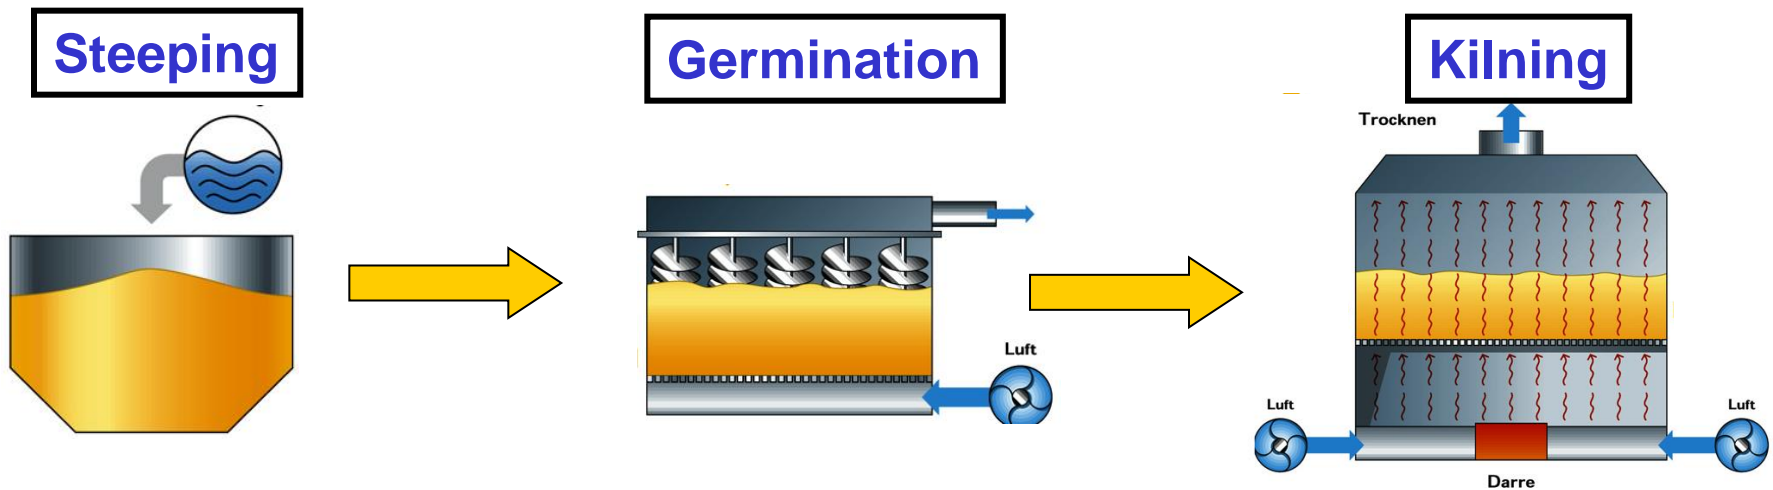 Steeping
Germination
Kilning
Trocknen
Luft
Luft
Luft
Darre